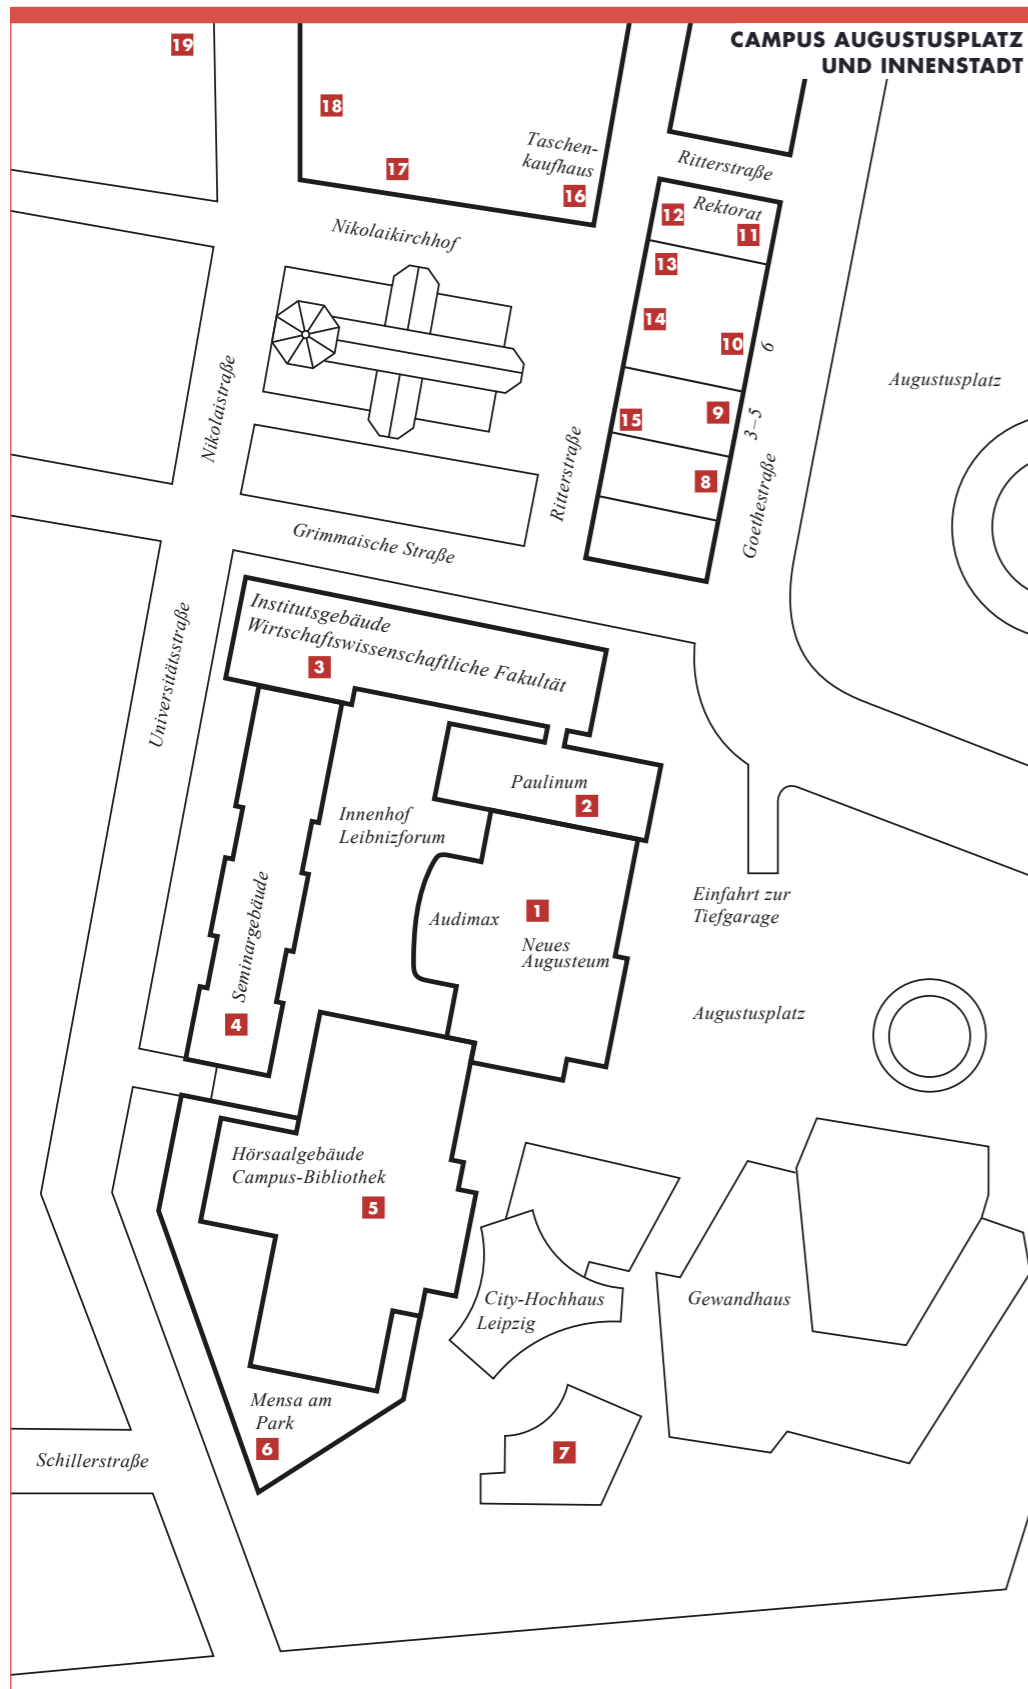 CAMPUS AUGUSTUSPLATZ
UND INNENSTADT
19
18
17
Taschen-
kaufhaus
16
Ritterstraße
Rektorat
12
11
13
14
10
6
Nikolaikirchhof
Nikolaistraße
Augustusplatz
9
15
3–5
8
Ritterstraße
Goethestraße
Grimmaische Straße
Institutsgebäude
Wirtschaftswissenschaftliche Fakultät
3
Universitätsstraße
Paulinum
2
Innenhof
Leibnizforum
Einfahrt zur
Tiefgarage
Audimax
1
Neues
Augusteum
Seminargebäude
4
Augustusplatz
Hörsaalgebäude
Campus-Bibliothek
5
City-Hochhaus
Leipzig
Gewandhaus
Mensa am
Park
6
7
Schillerstraße